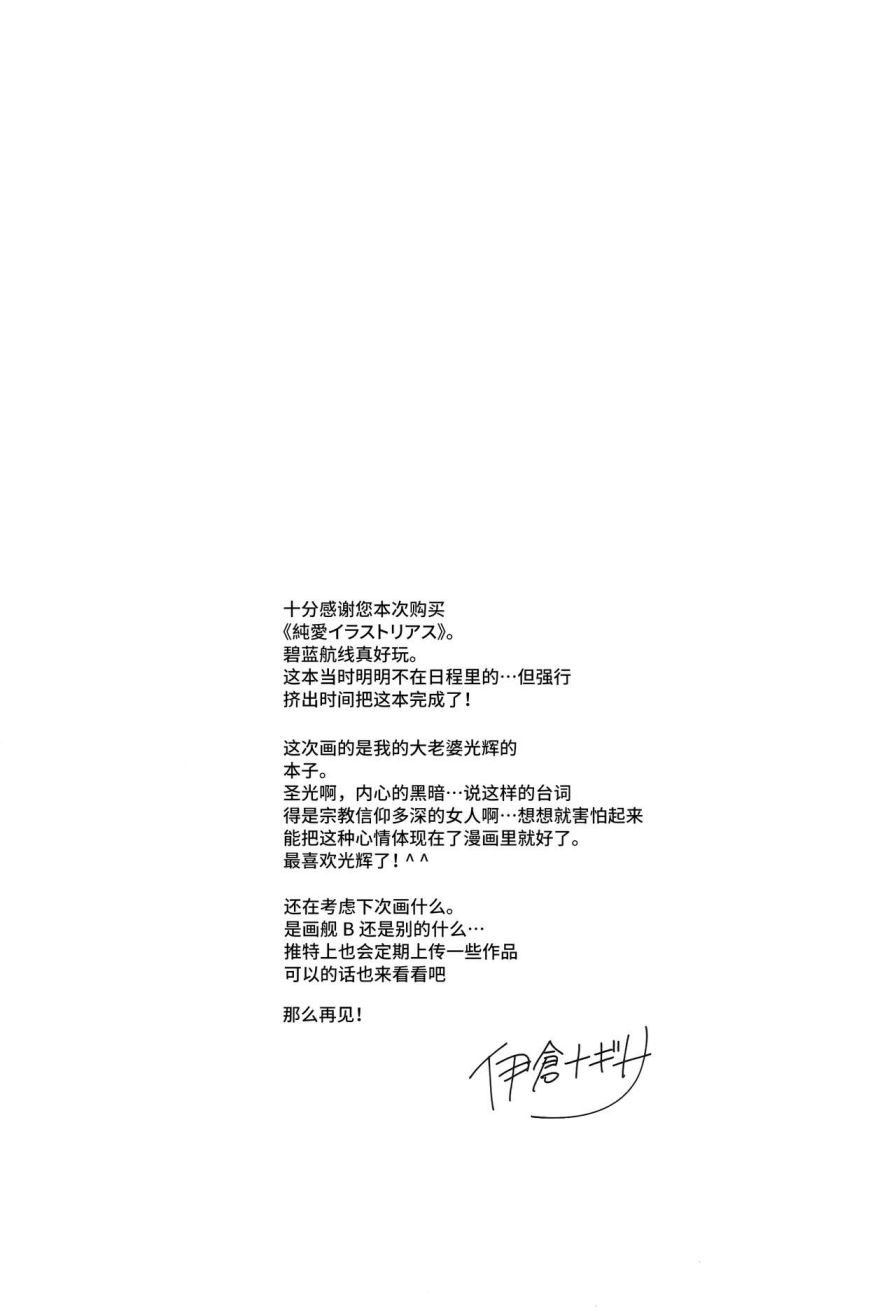 十分感谢您本次购买
《純愛イラストリアス》。
碧蓝航线真好玩。
这本当时明明不在日程里的…但强行
挤出时间把这本完成了！
这次画的是我的大老婆光辉的
本子。
圣光啊，内心的黑暗…说这样的台词
得是宗教信仰多深的女人啊…想想就害怕起来
能把这种心情体现在了漫画里就好了。
最喜欢光辉了！^ ^
还在考虑下次画什么。
是画舰 B 还是别的什么…
推特上也会定期上传一些作品
可以的话也来看看吧
那么再见！
伊倉ナギサ